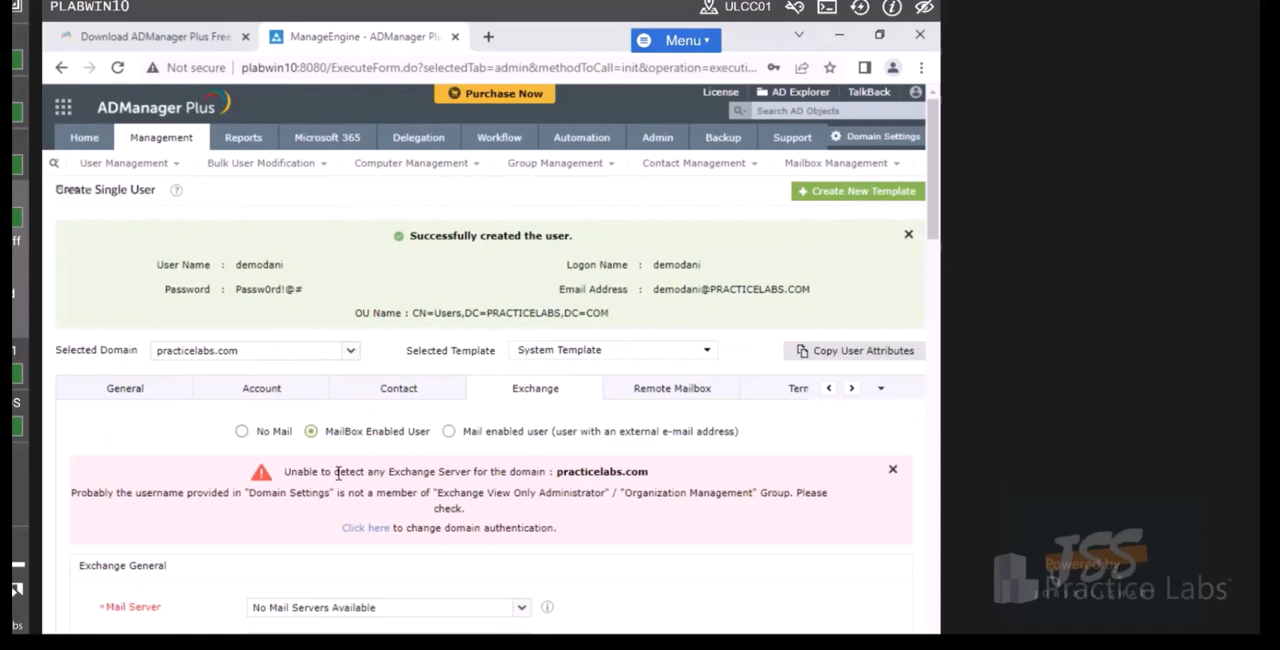 PLABWIN10
ULCC01
Download ADManager Plus Free
ManageEngine - ADManager Plu
Menu
Not secure
plabwin10:8080/ExecuteForm.do?selectedTab=admin&methodToCall=init&operation=executi...
ADManager Plus
Purchase Now
License
AD Explorer
TalkBack
Search AD Objects
Home
Management
Reports
Microsoft 365
Delegation
Workflow
Automation
Admin
Backup
Support
Domain Settings
User Management
Bulk User Modification
Computer Management
Group Management
Contact Management
Mailbox Management
Create Single User
Create New Template
Successfully created the user.
User Name : demodani
Logon Name : demodani
Password : Passw0rd!@#
Email Address : demodani@PRACTICELABS.COM
OU Name : CN=Users,DC=PRACTICELABS,DC=COM
Selected Domain
practicelabs.com
Selected Template
System Template
Copy User Attributes
General
Account
Contact
Exchange
Remote Mailbox
Tern
No Mail
MailBox Enabled User
Mail enabled user (user with an external e-mail address)
Unable to detect any Exchange Server for the domain : practicelabs.com
Probably the username provided in "Domain Settings" is not a member of "Exchange View Only Administrator" / "Organization Management" Group. Please
check.
Click here to change domain authentication.
Exchange General
*Mail Server
No Mail Servers Available
ff
d
1
S
bs
JSS
Powered by
Practice Labs